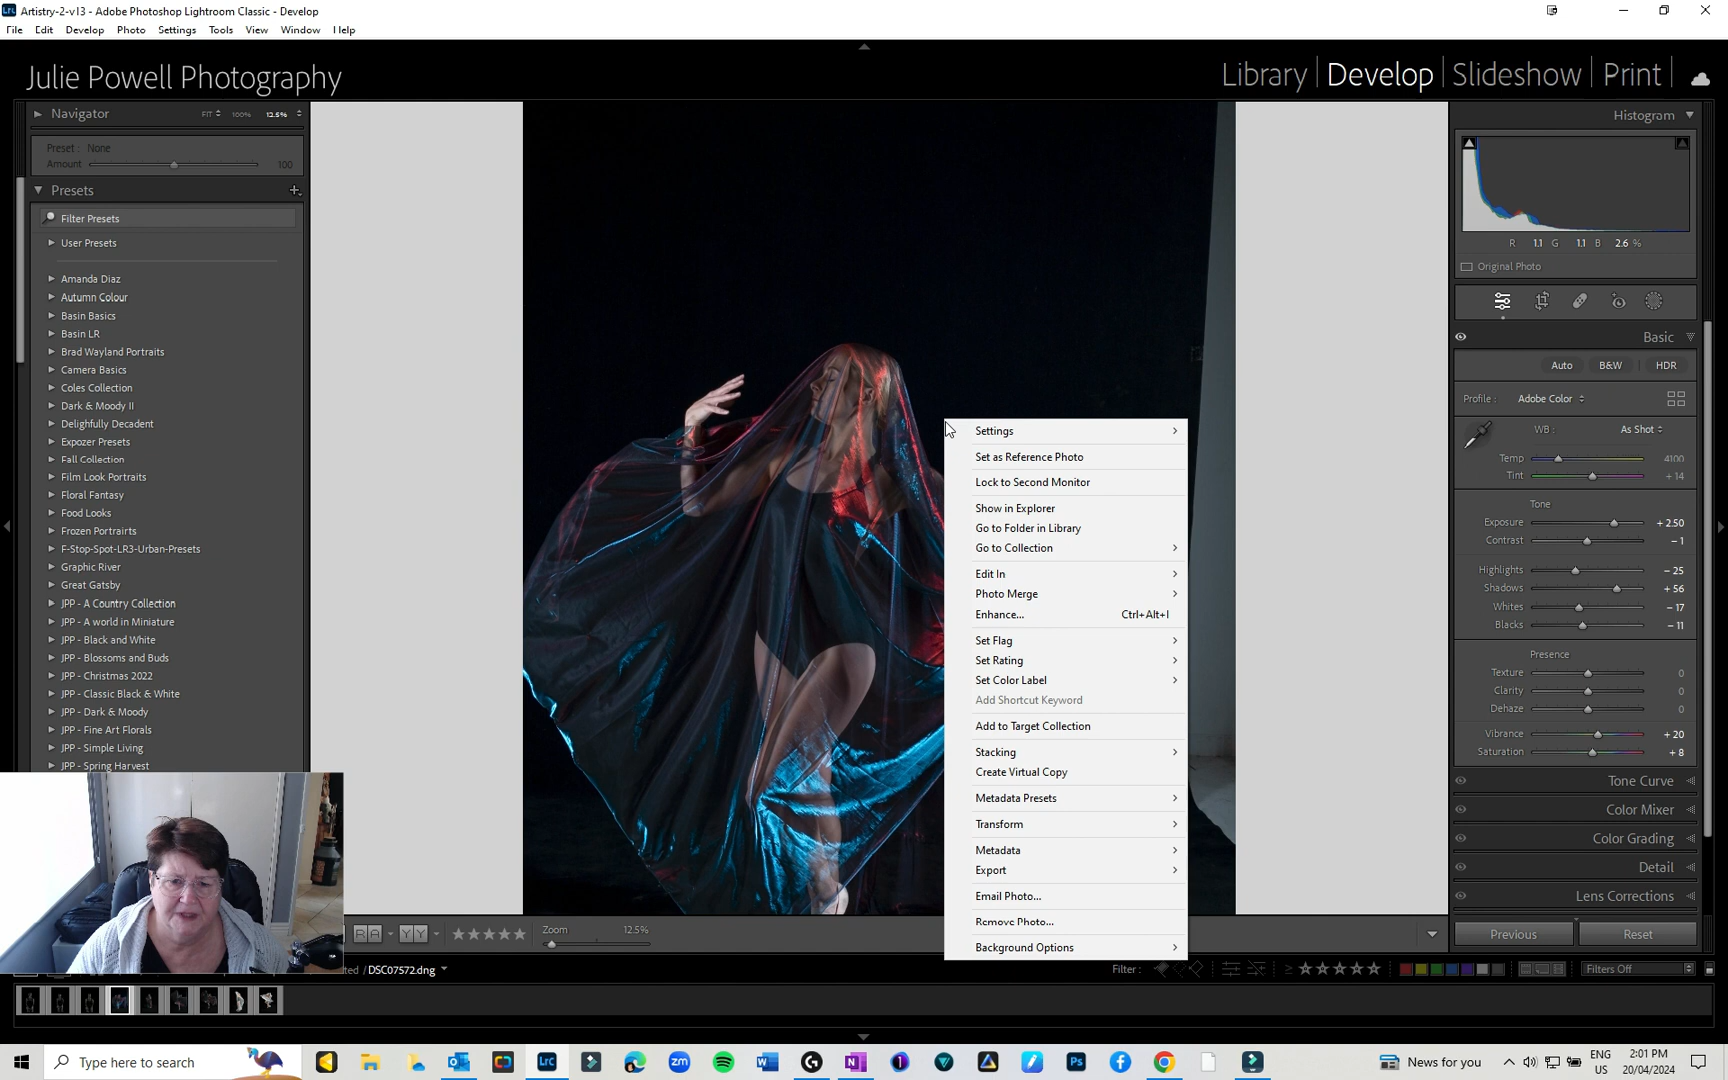 Artistry-2-v13 - Adobe Photoshop Lightroom Classic - Develop
File Edit Develop Photo Settings Tools View Window Help
Julie Powell Photography
Library Develop Slideshow Print
Navigator FIT 100% 12.5%
Preset : None
Amount 100
Presets
Filter Presets
User Presets
Amanda Diaz
Autumn Colour
Basin Basics
Basin LR
Brad Wayland Portraits
Camera Basics
Coles Collection
Dark & Moody II
Delighfully Decadent
Expozer Presets
Fall Collection
Film Look Portraits
Floral Fantasy
Food Looks
Frozen Portrairts
F-Stop-Spot-LR3-Urban-Presets
Graphic River
Great Gatsby
JPP - A Country Collection
JPP - A world in Miniature
JPP - Black and White
JPP - Blossoms and Buds
JPP - Christmas 2022
JPP - Classic Black & White
JPP - Dark & Moody
JPP - Fine Art Florals
JPP - Simple Living
JPP - Spring Harvest
Settings
Set as Reference Photo
Lock to Second Monitor
Show in Explorer
Go to Folder in Library
Go to Collection
Edit In
Photo Merge
Enhance... Ctrl+Alt+I
Set Flag
Set Rating
Set Color Label
Add Shortcut Keyword
Add to Target Collection
Stacking
Create Virtual Copy
Metadata Presets
Transform
Metadata
Export
Email Photo...
Remove Photo...
Background Options
Histogram
R 1.1 G 1.1 B 2.6 %
Original Photo
Basic
Auto B&W HDR
Profile : Adobe Color
WB : As Shot
Temp 4100
Tint + 14
Tone
Exposure + 2.50
Contrast - 1
Highlights - 25
Shadows + 56
Whites - 17
Blacks - 11
Presence
Texture 0
Clarity 0
Dehaze 0
Vibrance + 20
Saturation + 8
Tone Curve
Color Mixer
Color Grading
Detail
Lens Corrections
Previous Reset
RA YY Zoom 12.5%
/ DSC07572.dng
Filter : Filters Off
Type here to search
News for you
ENG
US
2:01 PM
20/04/2024